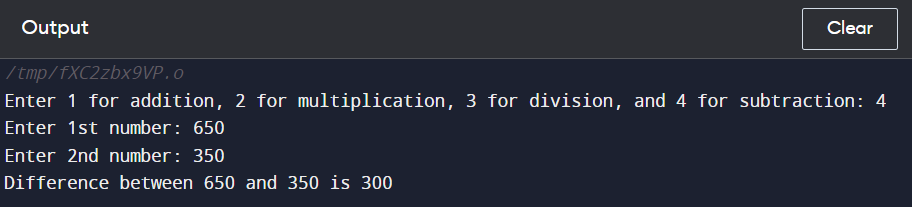 Output
Clear
/tmp/fXC2zbx9VP.o
Enter 1 for addition, 2 for multiplication, 3 for division, and 4 for subtraction: 4
Enter 1st number: 650
Enter 2nd number: 350
Difference between 650 and 350 is 300